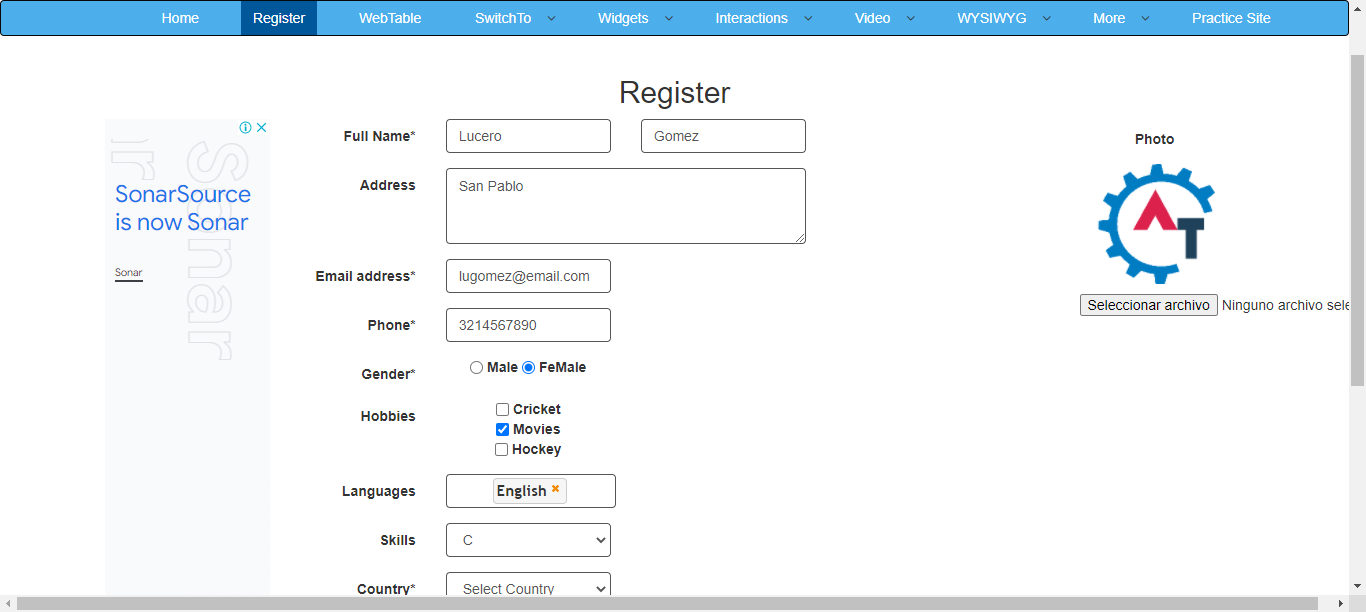 Home Register WebTable SwitchTo Widgets Interactions Video WYSIWYG More Practice Site
Register
Full Name* Lucero Gomez
Address San Pablo
Email address* lugomez@email.com
Phone* 3214567890
Gender* Male FeMale
Hobbies Cricket
Movies
Hockey
Languages English
Skills C
Country* Select Country
Photo
AT
Seleccionar archivo Ninguno archivo sele
Sonar
SonarSource
is now Sonar
Sonar